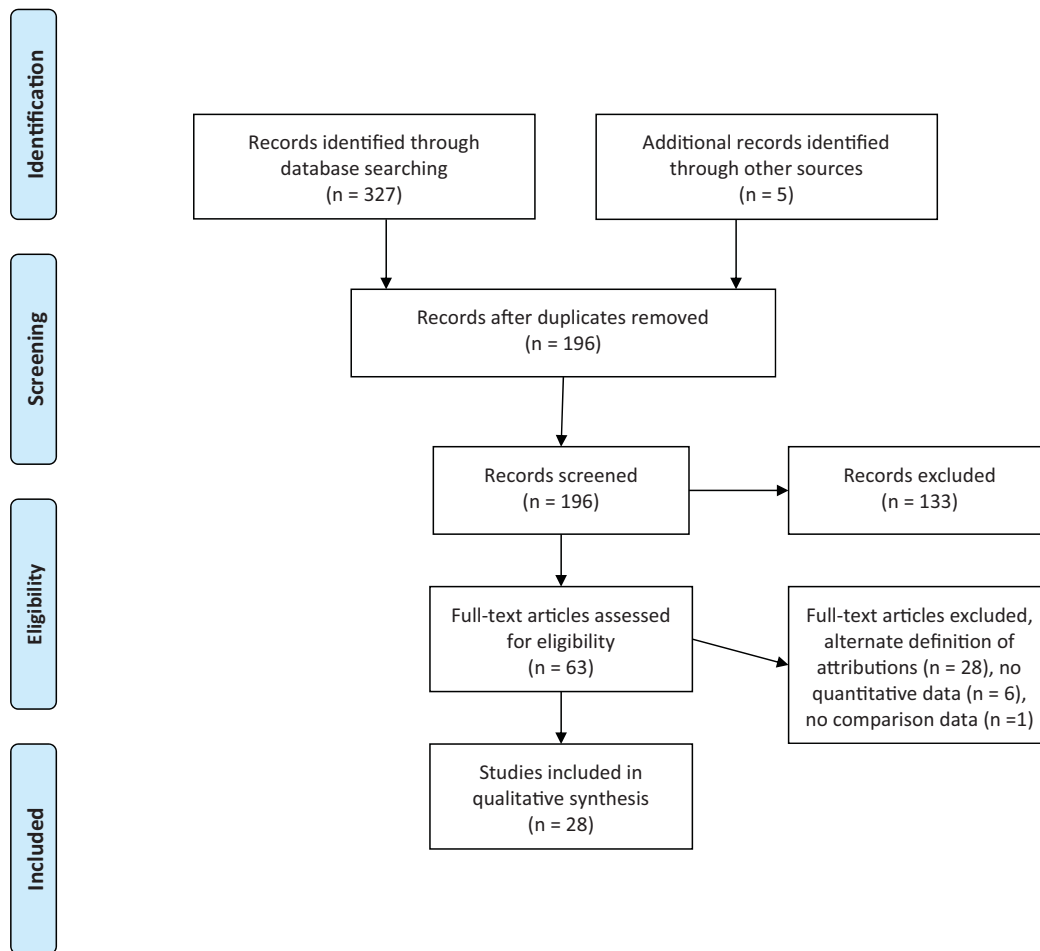 Identification
Records identified through
database searching
(n = 327)
Additional records identified
through other sources
(n = 5)
Screening
Records after duplicates removed
(n = 196)
Records screened
(n = 196)
Records excluded
(n = 133)
Eligibility
Full-text articles assessed
for eligibility
(n = 63)
Full-text articles excluded,
alternate definition of
attributions (n = 28), no
quantitative data (n = 6),
no comparison data (n =1)
Included
Studies included in
qualitative synthesis
(n = 28)